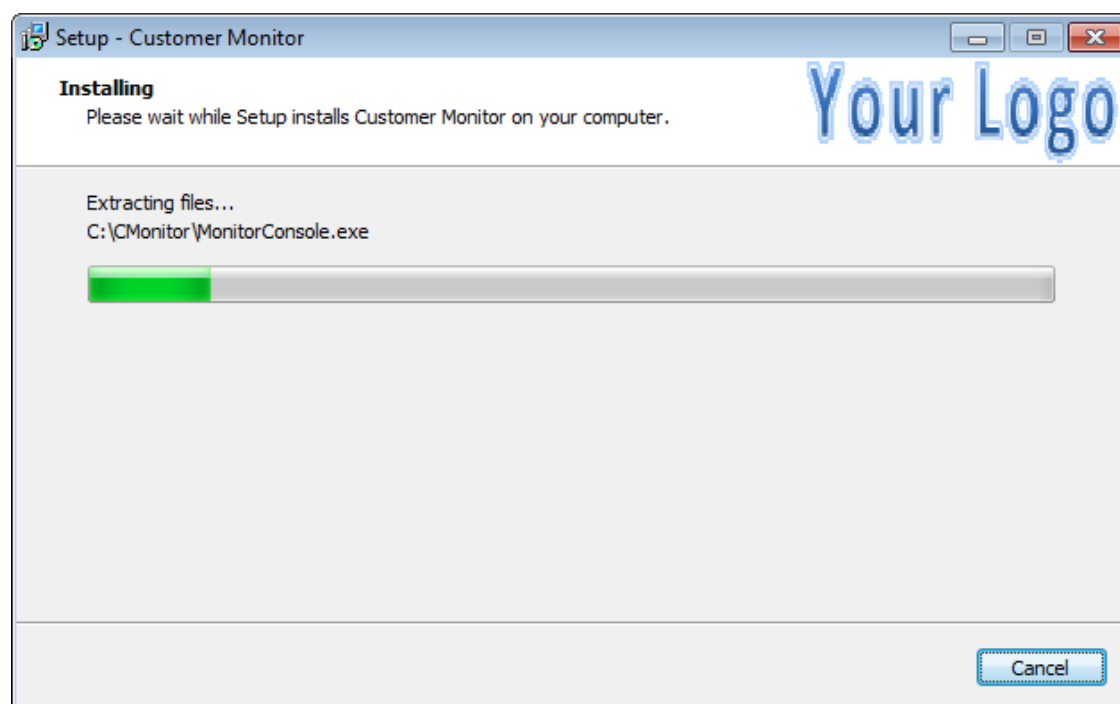 Setup - Customer Monitor
Installing
Please wait while Setup installs Customer Monitor on your computer.
Your Logo
Extracting files...
C:\CMonitor\MonitorConsole.exe
Cancel